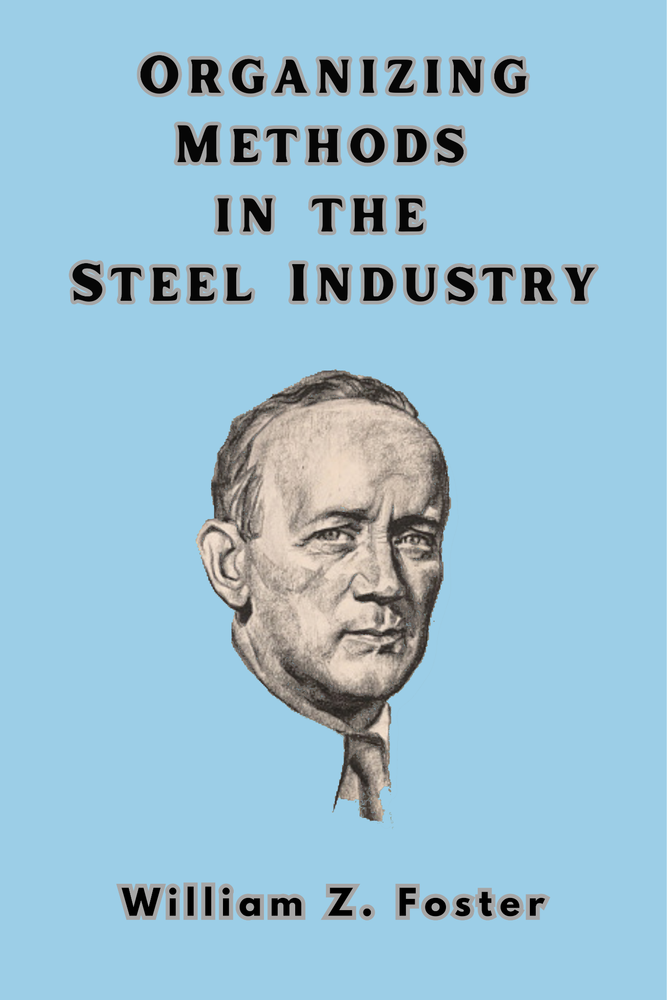 Organizing
Methods
in the
Steel Industry
William Z. Foster